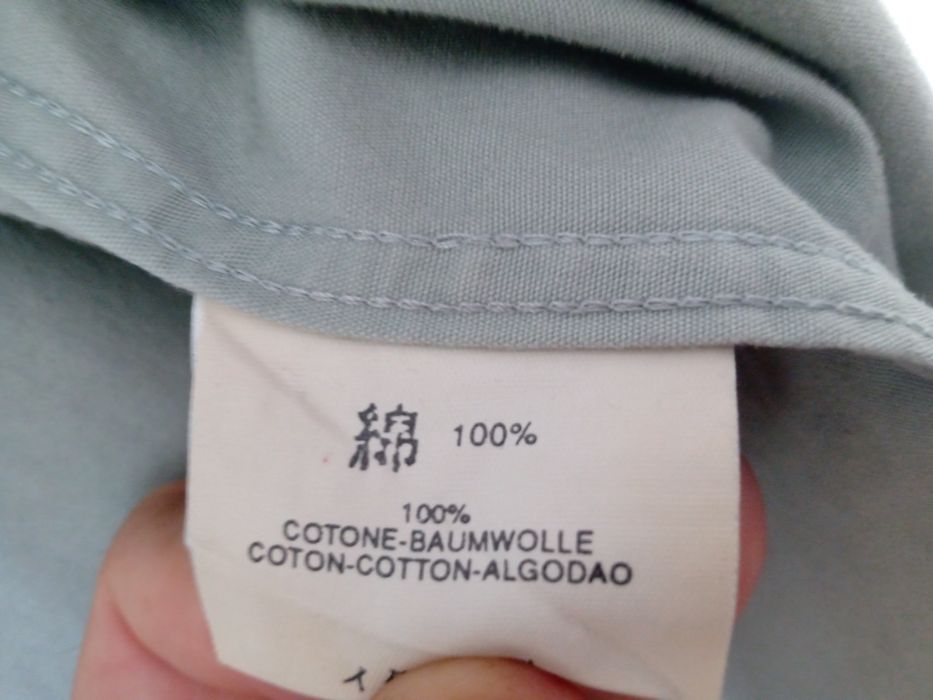 綿 100%
100%
COTONE-BAUMWOLLE
COTON-COTTON-ALGODAO